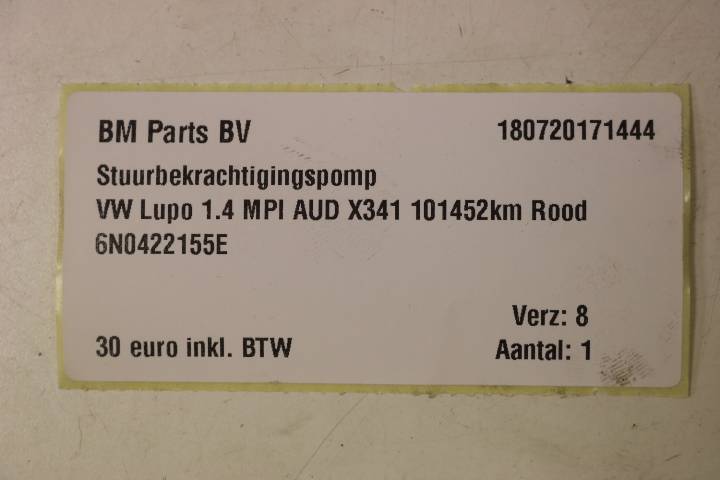 BM Parts BV 180720171444
Stuurbekrachtigingspomp
VW Lupo 1.4 MPI AUD X341 101452km Rood
6N0422155E
Verz: 8
30 euro inkl. BTW Aantal: 1